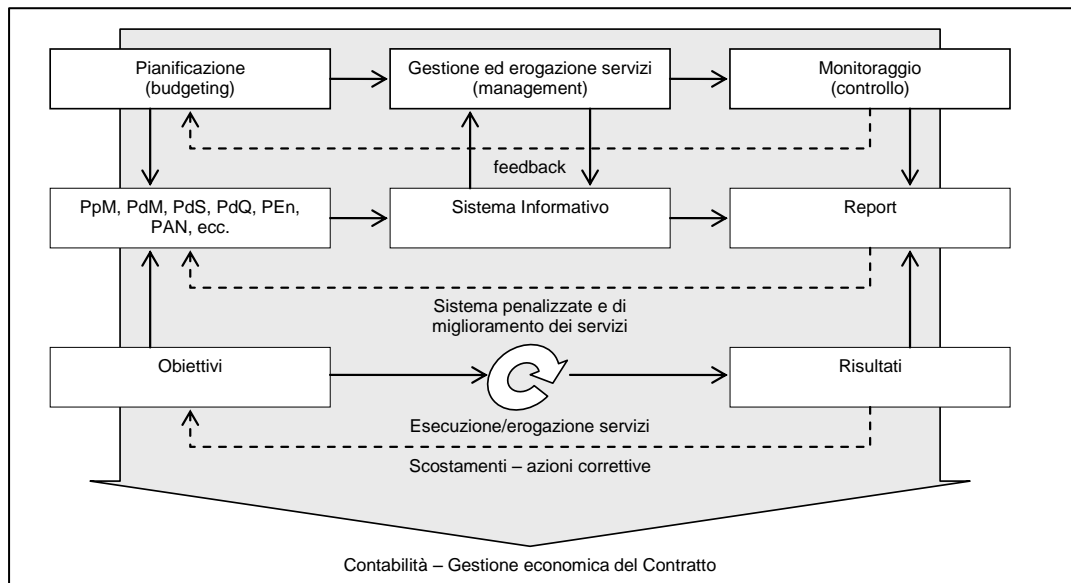 Pianificazione
(budgeting)
Gestione ed erogazione servizi
(management)
Monitoraggio
(controllo)
feedback
PpM, PdM, PdS, PdQ, PEn,
PAN, ecc.
Sistema Informativo
Report
Sistema penalizzate e di
miglioramento dei servizi
Obiettivi
Risultati
Esecuzione/erogazione servizi
Scostamenti – azioni correttive
Contabilità – Gestione economica del Contratto